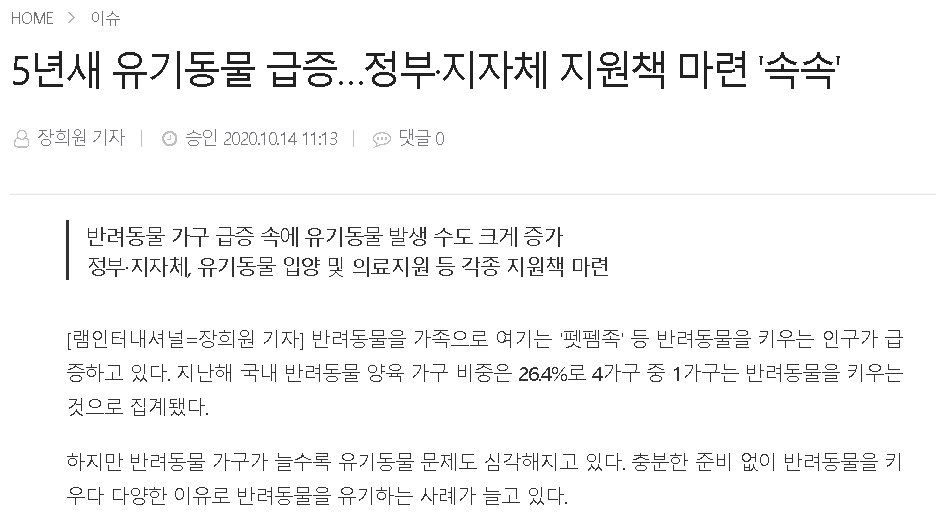 HOME > 이슈
5년새 유기동물 급증...정부·지자체 지원책 마련 '속속'
장희원 기자 | 승인 2020.10.14 11:13 | 댓글 0
반려동물 가구 급증 속에 유기동물 발생 수도 크게 증가
정부·지자체, 유기동물 입양 및 의료지원 등 각종 지원책 마련
[램인터내셔널=장희원 기자] 반려동물을 가족으로 여기는 '펫펨족' 등 반려동물을 키우는 인구가 급
증하고 있다. 지난해 국내 반려동물 양육 가구 비중은 26.4%로 4가구 중 1가구는 반려동물을 키우는
것으로 집계됐다.
하지만 반려동물 가구가 늘수록 유기동물 문제도 심각해지고 있다. 충분한 준비 없이 반려동물을 키
우다 다양한 이유로 반려동물을 유기하는 사례가 늘고 있다.